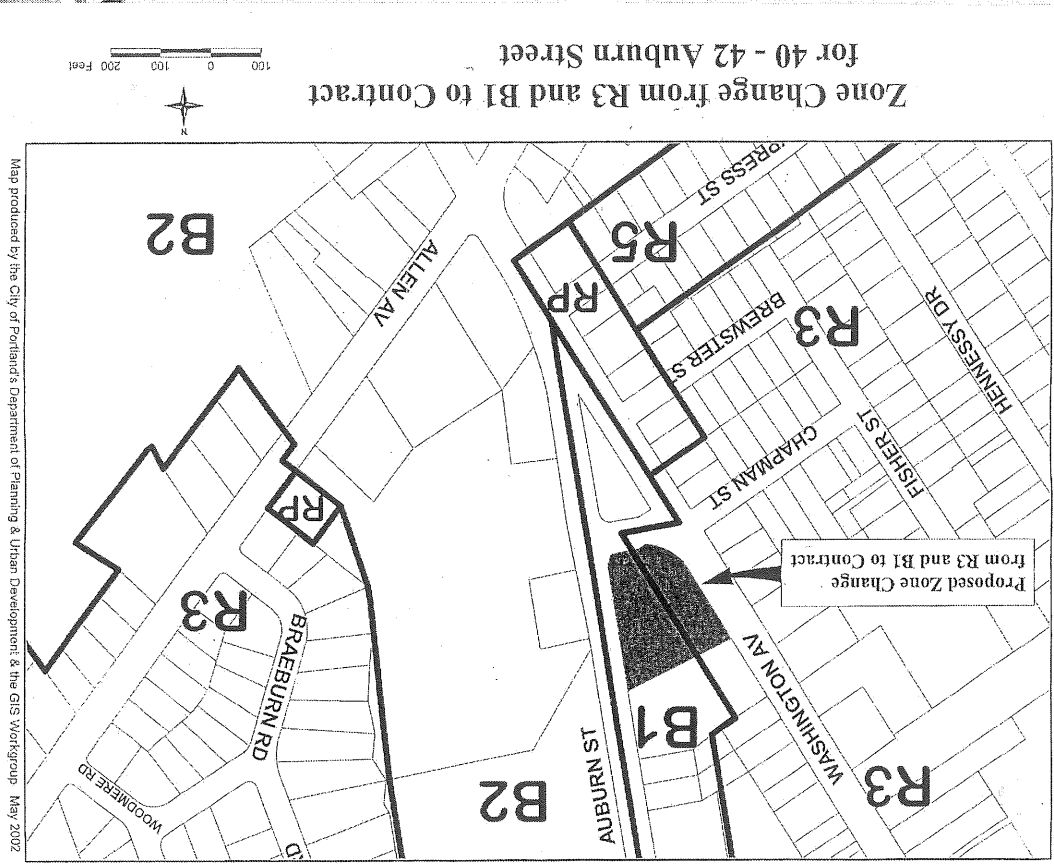 RD
R3
B2
WOODMERE RD
AUBURN ST
B1
WASHINGTON AV
BRAEBURN RD
R3
Proposed Zone Change
from R3 and B1 to Contract
RP
CHAPMAN ST
FISHER ST
HENNESSY DR
R3
BREWSTER ST
RP
ALLEN AV
R5
B2
PRESS ST
Zone Change from R3 and B1 to Contract
for 40 - 42 Auburn Street
N
100 0 100 200 Feet
Map produced by the City of Portland's Department of Planning & Urban Development & the GIS Workgroup May 2002